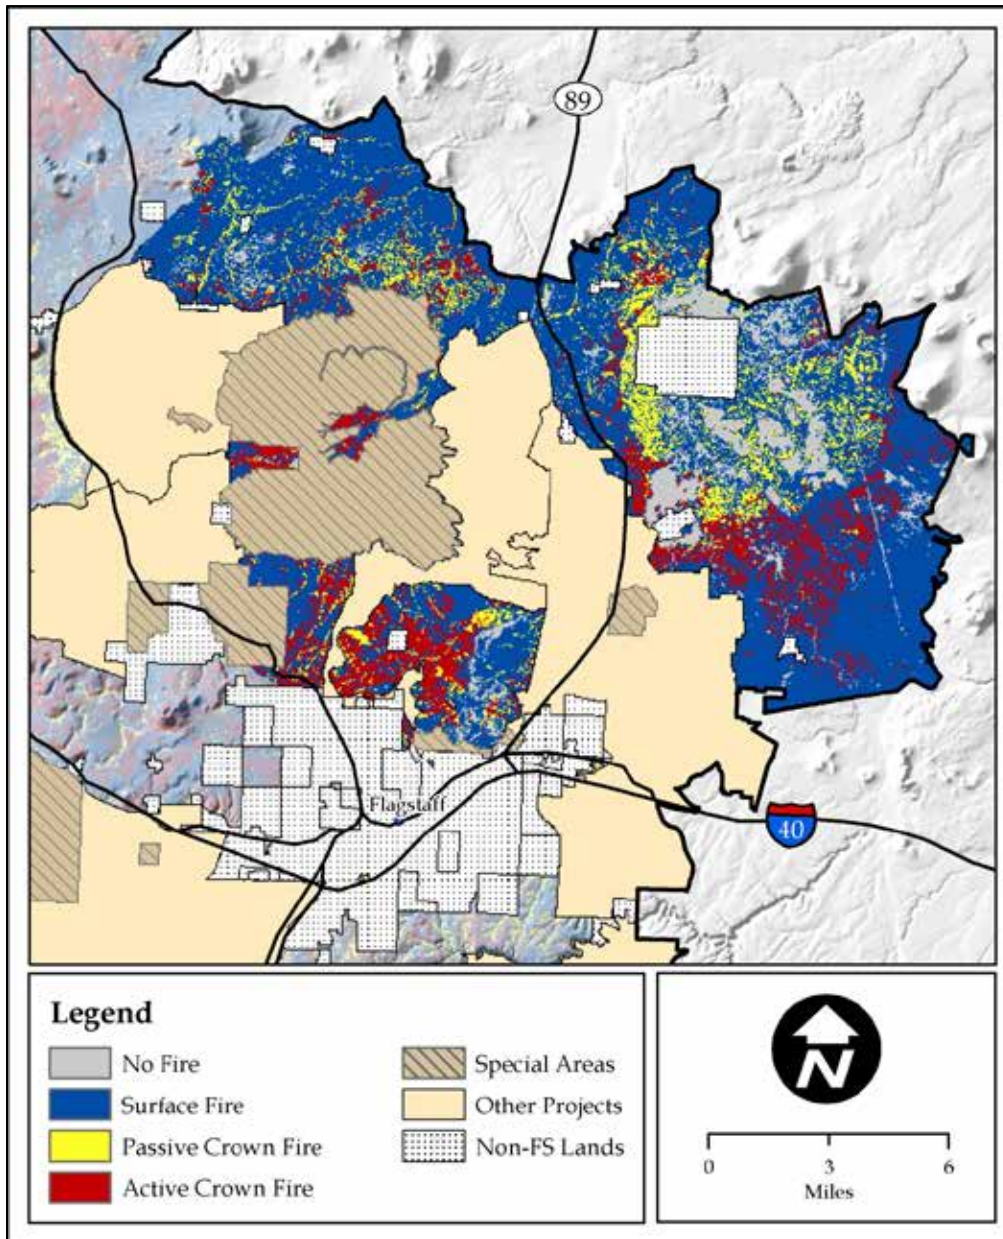 89
Flagstaff
40
Legend
No Fire
Surface Fire
Passive Crown Fire
Active Crown Fire
Special Areas
Other Projects
Non-FS Lands
N
0 3 6
Miles